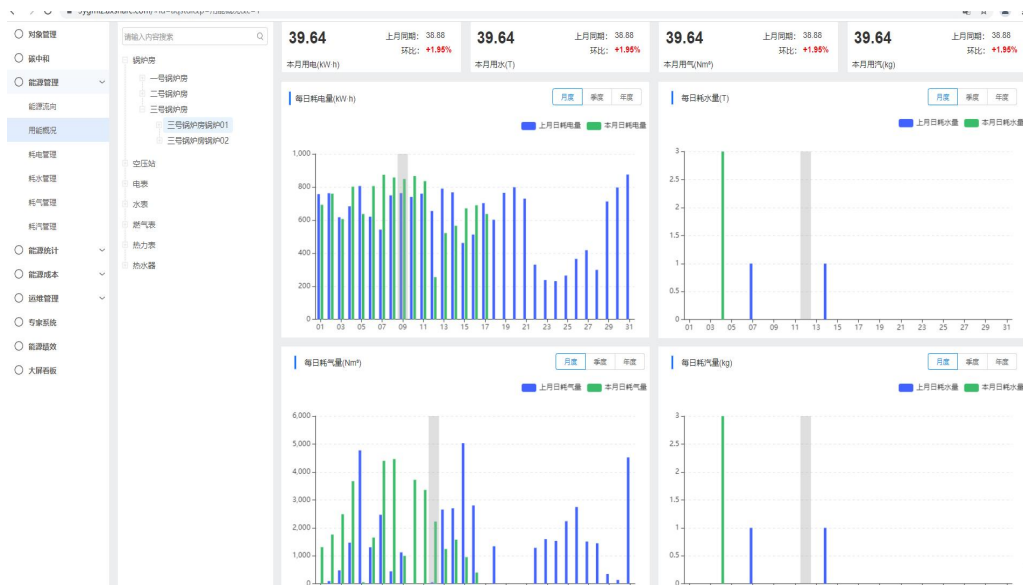 对象管理
碳中和
能源管理
能源流向
用能概况
耗电管理
耗水管理
耗气管理
耗汽管理
能源统计
能源成本
运维管理
专家系统
能源绩效
大屏看板
请输入内容搜索
锅炉房
一号锅炉房
二号锅炉房
三号锅炉房
三号锅炉房锅炉01
三号锅炉房锅炉02
空压站
电表
水表
燃气表
热力表
热水器
39.64
上月同期: 38.88
环比: +1.95%
本月用电(kW·h)
39.64
上月同期: 38.88
环比: +1.95%
本月用水(T)
39.64
上月同期: 38.88
环比: +1.95%
本月用气(Nm³)
39.64
上月同期: 38.88
环比: +1.95%
本月用汽(kg)
每日耗电量(kW·h)
月度 季度 年度
上月日耗电量 本月日耗电量
1,000
800
600
400
200
0
01 03 05 07 09 11 13 15 17 19 21 23 25 27 29 31
每日耗水量(T)
月度 季度 年度
上月日耗水量 本月日耗水量
3
2.5
2
1.5
1
0.5
0
01 03 05 07 09 11 13 15 17 19 21 23 25 27 29 31
每日耗气量(Nm³)
月度 季度 年度
上月日耗气量 本月日耗气量
6,000
5,000
4,000
3,000
2,000
1,000
0
每日耗汽量(kg)
月度 季度 年度
上月日耗水量 本月日耗水量
3
2.5
2
1.5
1
0.5
0